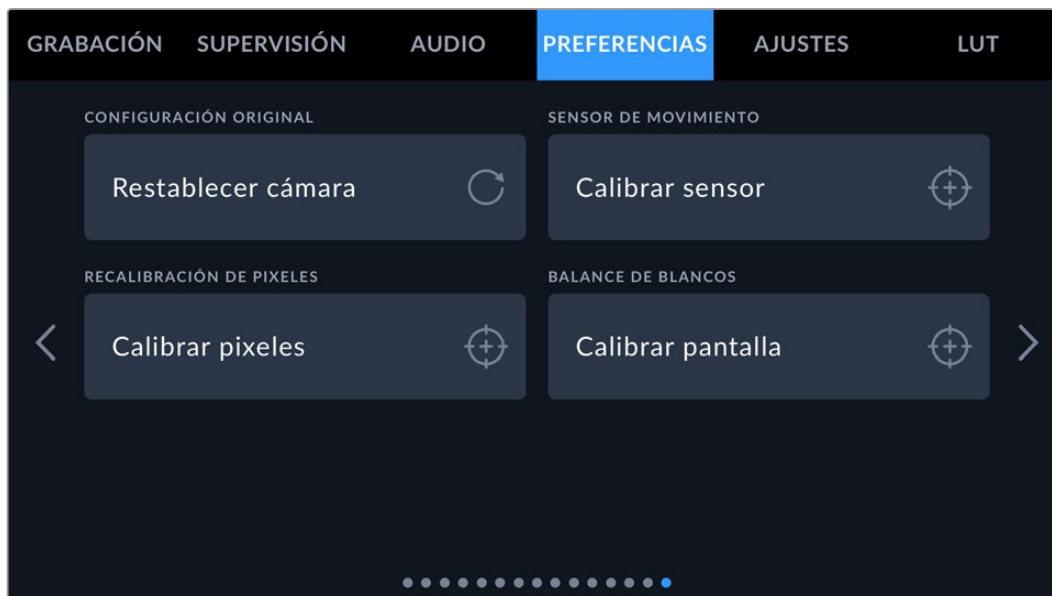 GRABACIÓN SUPERVISIÓN AUDIO PREFERENCIAS AJUSTES LUT
CONFIGURACIÓN ORIGINAL
Restablecer cámara
SENSOR DE MOVIMIENTO
Calibrar sensor
RECALIBRACIÓN DE PIXELES
Calibrar pixeles
BALANCE DE BLANCOS
Calibrar pantalla